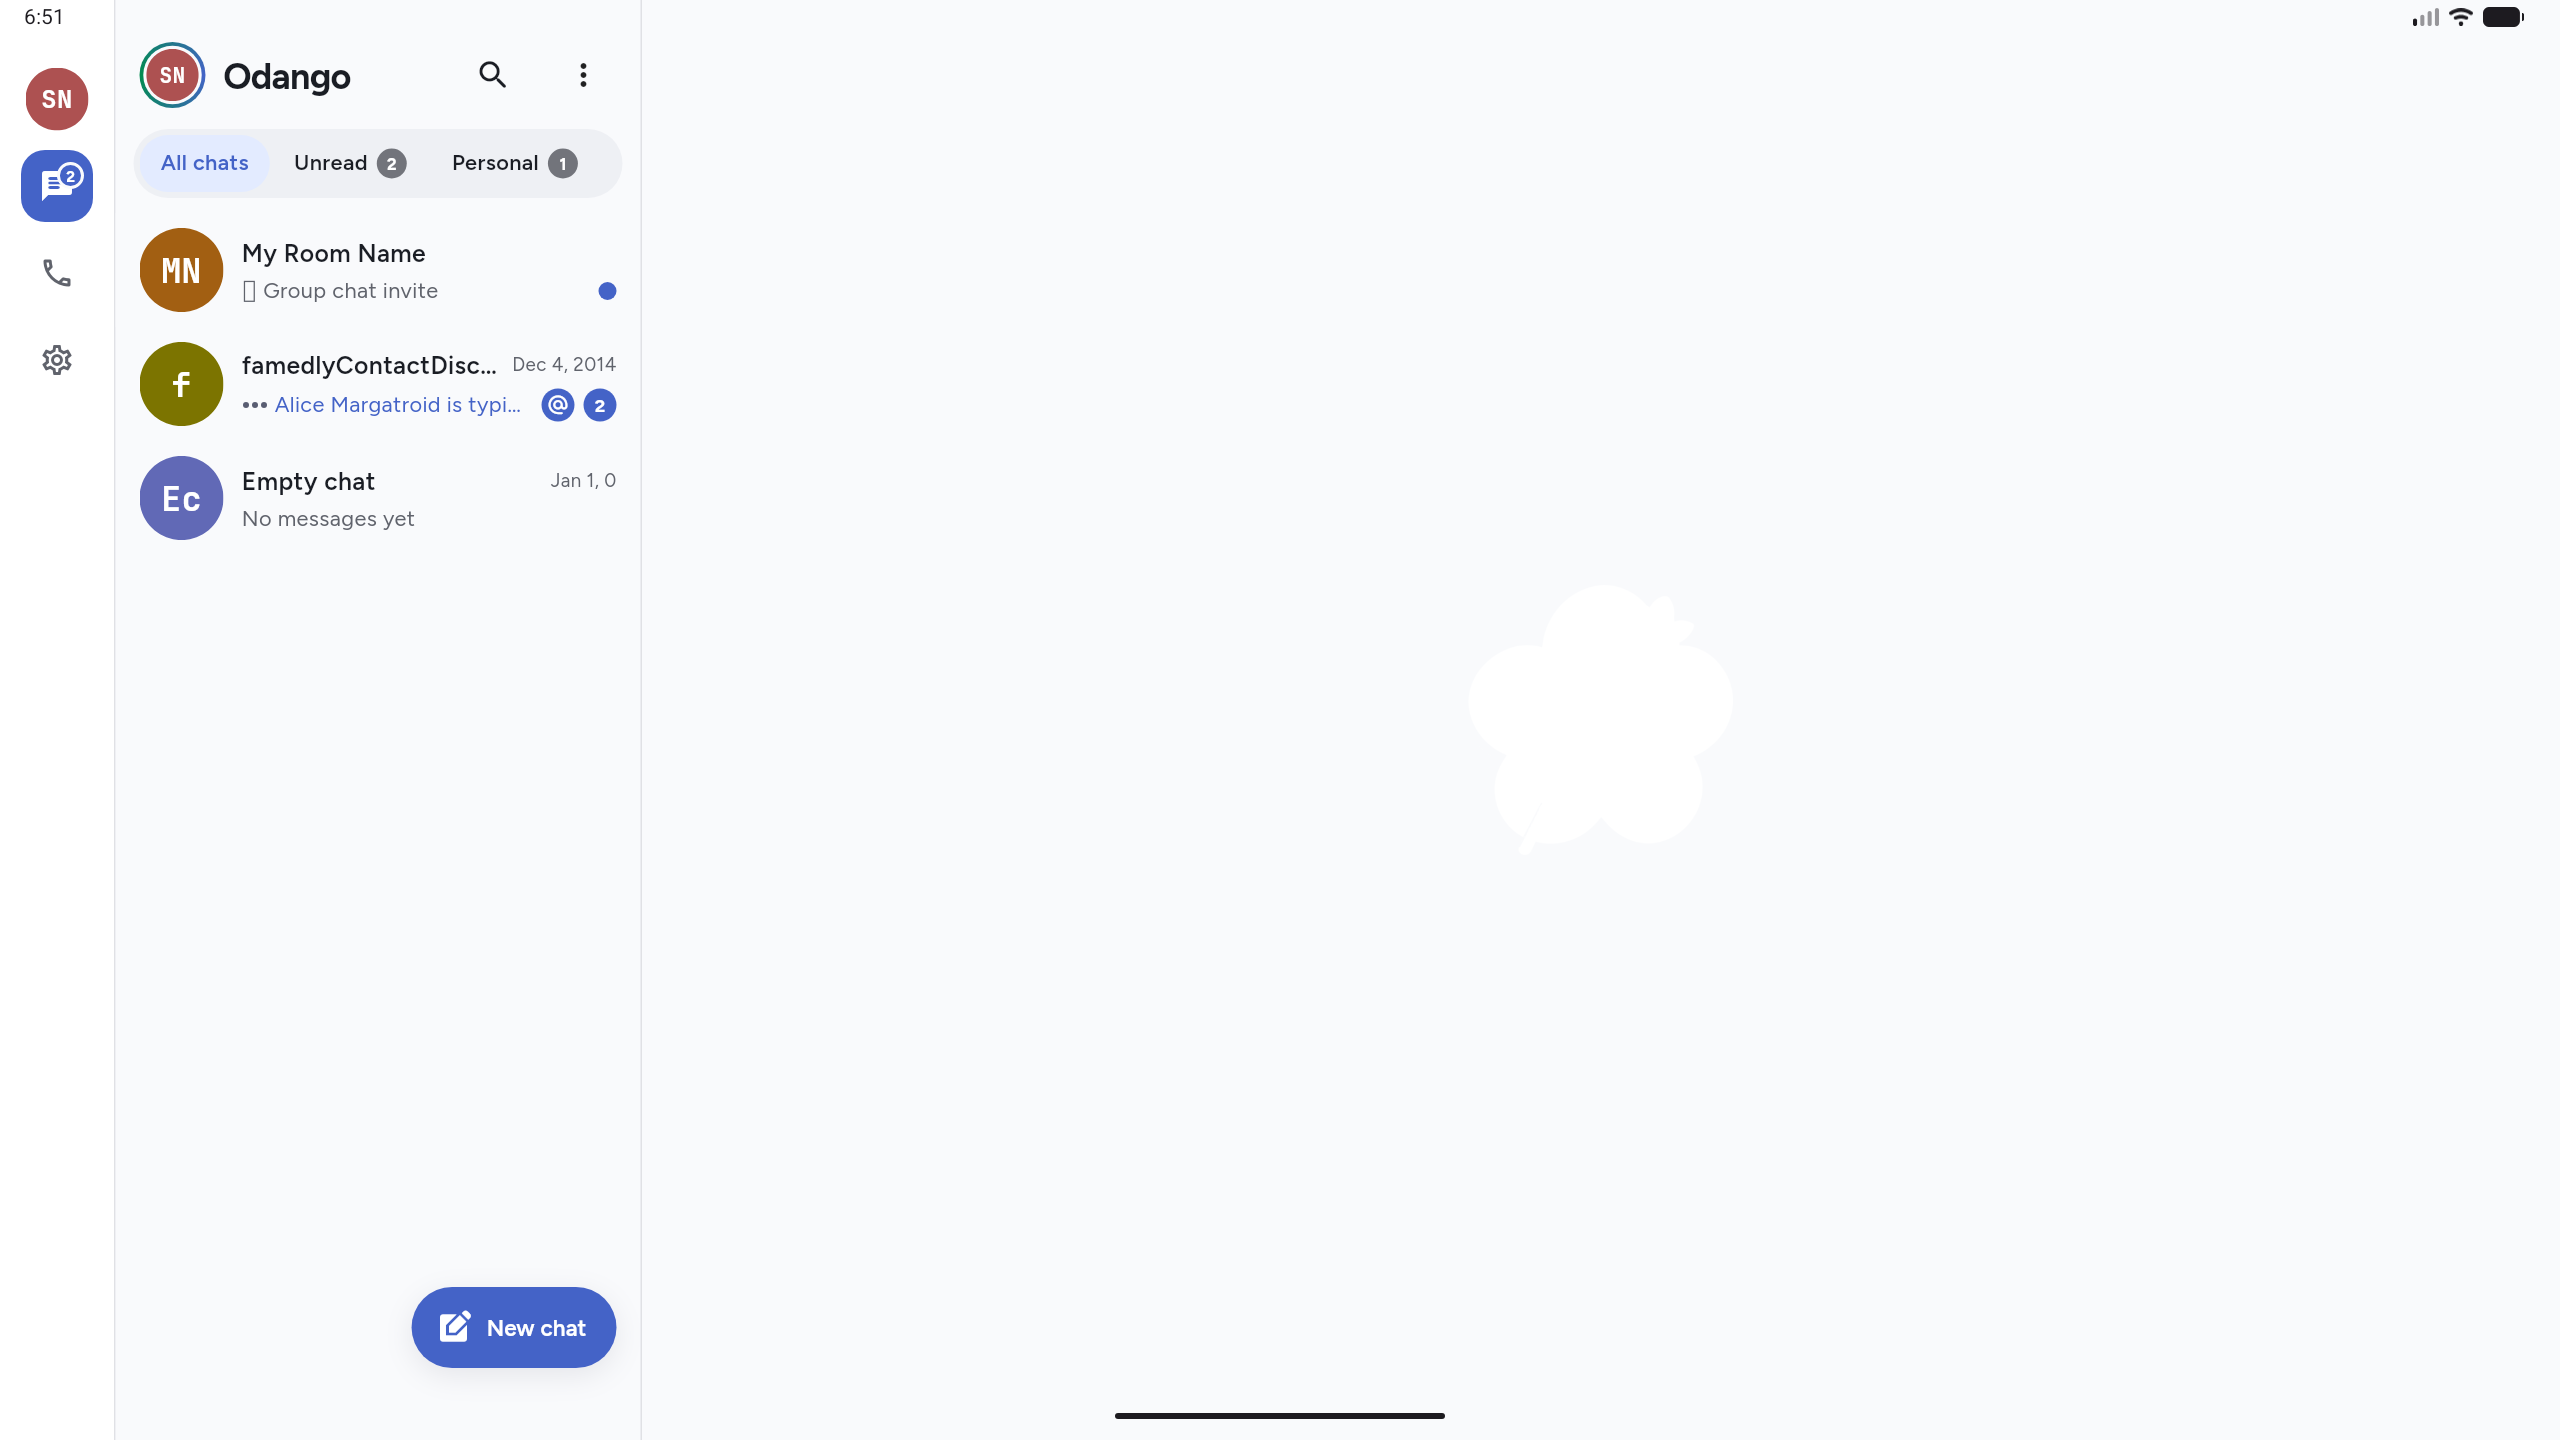 6:51
SN
2
SN
Odango
All chats
Unread 2
Personal 1
MN
My Room Name
Group chat invite
f
famedlyContactDisc...
Dec 4, 2014
Alice Margatroid is typi...
@ 2
Ec
Empty chat
Jan 1, 0
No messages yet
New chat